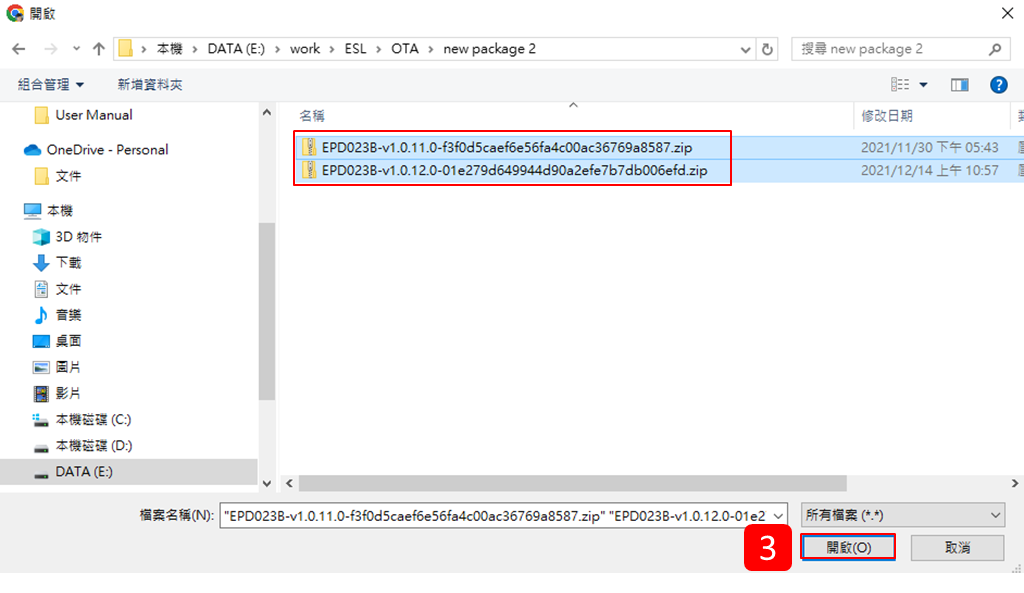 開啟
本機 › DATA (E:) › work › ESL › OTA › new package 2
搜尋 new package 2
組合管理 新增資料夾
?
名稱 修改日期
EPD023B-v1.0.11.0-f3f0d5caef6e56fa4c00ac36769a8587.zip 2021/11/30 下午 05:43
EPD023B-v1.0.12.0-01e279d649944d90a2efe7b7db006efd.zip 2021/12/14 上午 10:57
User Manual
OneDrive - Personal
文件
本機
3D 物件
下載
文件
音樂
桌面
圖片
影片
本機磁碟 (C:)
本機磁碟 (D:)
DATA (E:)
檔案名稱(N): "EPD023B-v1.0.11.0-f3f0d5caef6e56fa4c00ac36769a8587.zip" "EPD023B-v1.0.12.0-01e2
所有檔案 (*.*)
3
開啟(O) 取消